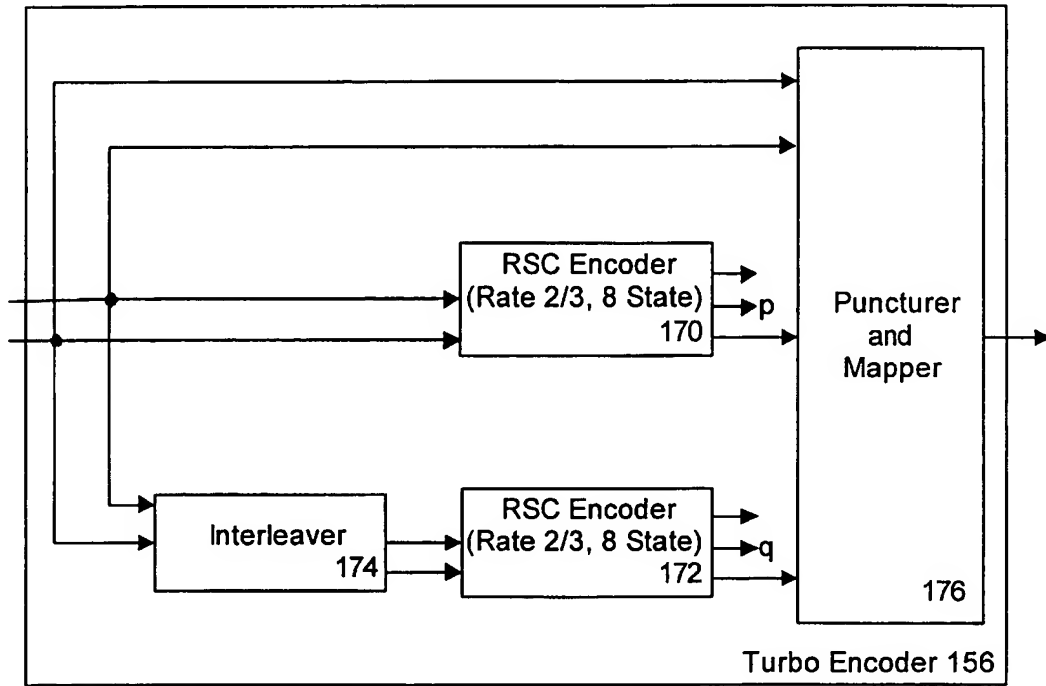 RSC Encoder
(Rate 2/3, 8 State)
170
p
Puncturer
and
Mapper
Interleaver
174
RSC Encoder
(Rate 2/3, 8 State)
172
q
176
Turbo Encoder 156